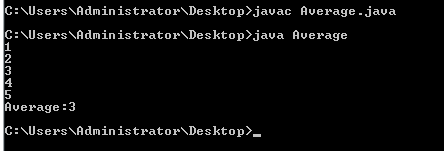 C:\Users\Administrator\Desktop>javac Average.java
C:\Users\Administrator\Desktop>java Average
1
2
3
4
5
Average:3
C:\Users\Administrator\Desktop>_